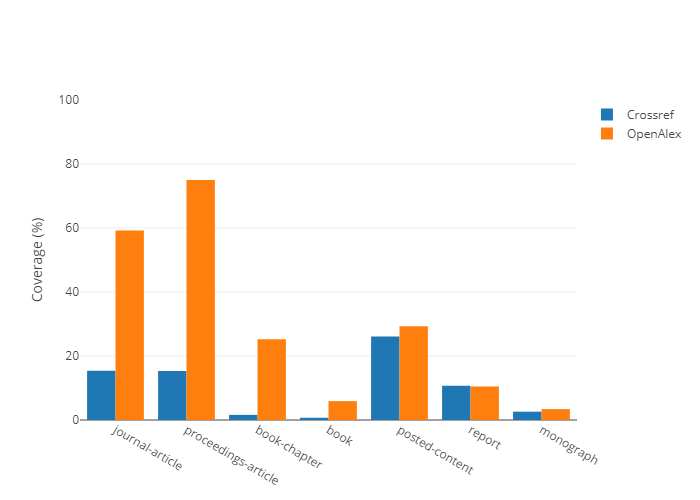 100
80
60
40
20
0
Coverage (%)
journal-article
proceedings-article
book-chapter
book
posted-content
report
monograph
Crossref
OpenAlex